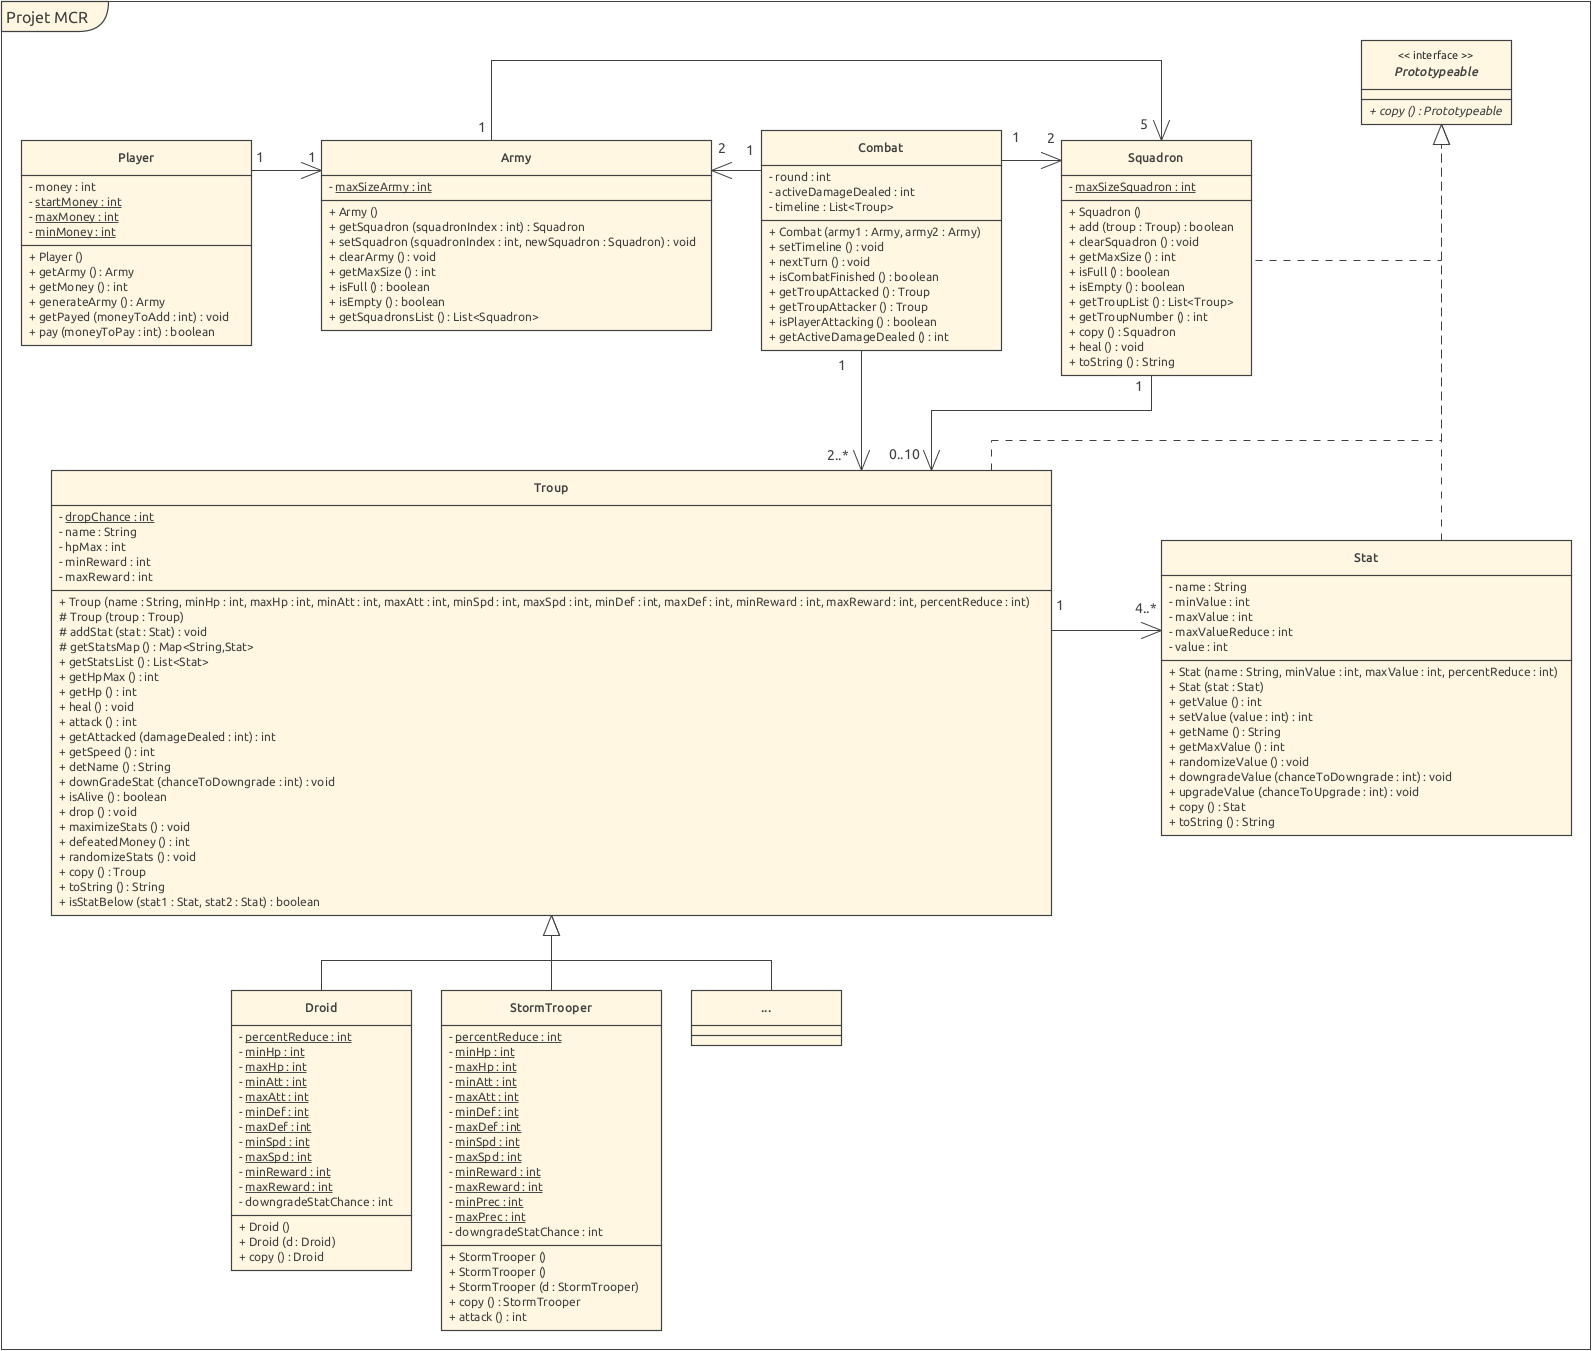 Projet MCR
<< interface >>
Prototypeable
+ copy () : Prototypeable
1
5
Player
- money : int
- startMoney : int
- maxMoney : int
- minMoney : int
+ Player ()
+ getArmy () : Army
+ getMoney () : int
+ generateArmy () : Army
+ getPayed (moneyToAdd : int) : void
+ pay (moneyToPay : int) : boolean
1
1
Army
- maxSizeArmy : int
+ Army ()
+ getSquadron (squadronIndex : int) : Squadron
+ setSquadron (squadronIndex : int, newSquadron : Squadron) : void
+ clearArmy () : void
+ getMaxSize () : int
+ isFull () : boolean
+ isEmpty () : boolean
+ getSquadronsList () : List<Squadron>
2
1
Combat
- round : int
- activeDamageDealed : int
- timeline : List<Troup>
+ Combat (army1 : Army, army2 : Army)
+ setTimeline () : void
+ nextTurn () : void
+ isCombatFinished () : boolean
+ getTroupAttacked () : Troup
+ getTroupAttacker () : Troup
+ isPlayerAttacking () : boolean
+ getActiveDamageDealed () : int
1
2
Squadron
- maxSizeSquadron : int
+ Squadron ()
+ add (troup : Troup) : boolean
+ clearSquadron () : void
+ getMaxSize () : int
+ isFull () : boolean
+ isEmpty () : boolean
+ getTroupList () : List<Troup>
+ getTroupNumber () : int
+ copy () : Squadron
+ heal () : void
+ toString () : String
1
1
2..*
0..10
Troup
- dropChance : int
- name : String
- hpMax : int
- minReward : int
- maxReward : int
+ Troup (name : String, minHp : int, maxHp : int, minAtt : int, maxAtt : int, minSpd : int, maxSpd : int, minDef : int, maxDef : int, minReward : int, maxReward : int, percentReduce : int)
# Troup (troup : Troup)
# addStat (stat : Stat) : void
# getStatsMap () : Map<String,Stat>
+ getStatsList () : List<Stat>
+ getHpMax () : int
+ getHp () : int
+ heal () : void
+ attack () : int
+ getAttacked (damageDealed : int) : int
+ getSpeed () : int
+ detName () : String
+ downGradeStat (chanceToDowngrade : int) : void
+ isAlive () : boolean
+ drop () : void
+ maximizeStats () : void
+ defeatedMoney () : int
+ randomizeStats () : void
+ copy () : Troup
+ toString () : String
+ isStatBelow (stat1 : Stat, stat2 : Stat) : boolean
1
4..*
Stat
- name : String
- minValue : int
- maxValue : int
- maxValueReduce : int
- value : int
+ Stat (name : String, minValue : int, maxValue : int, percentReduce : int)
+ Stat (stat : Stat)
+ getValue () : int
+ setValue (value : int) : int
+ getName () : String
+ getMaxValue () : int
+ randomizeValue () : void
+ downgradeValue (chanceToDowngrade : int) : void
+ upgradeValue (chanceToUpgrade : int) : void
+ copy () : Stat
+ toString () : String
Droid
- percentReduce : int
- minHp : int
- maxHp : int
- minAtt : int
- maxAtt : int
- minDef : int
- maxDef : int
- minSpd : int
- maxSpd : int
- minReward : int
- maxReward : int
- downgradeStatChance : int
+ Droid ()
+ Droid (d : Droid)
+ copy () : Droid
StormTrooper
- percentReduce : int
- minHp : int
- maxHp : int
- minAtt : int
- maxAtt : int
- minDef : int
- maxDef : int
- minSpd : int
- maxSpd : int
- minReward : int
- maxReward : int
- minPrec : int
- maxPrec : int
- downgradeStatChance : int
+ StormTrooper ()
+ StormTrooper ()
+ StormTrooper (d : StormTrooper)
+ copy () : StormTrooper
+ attack () : int
...